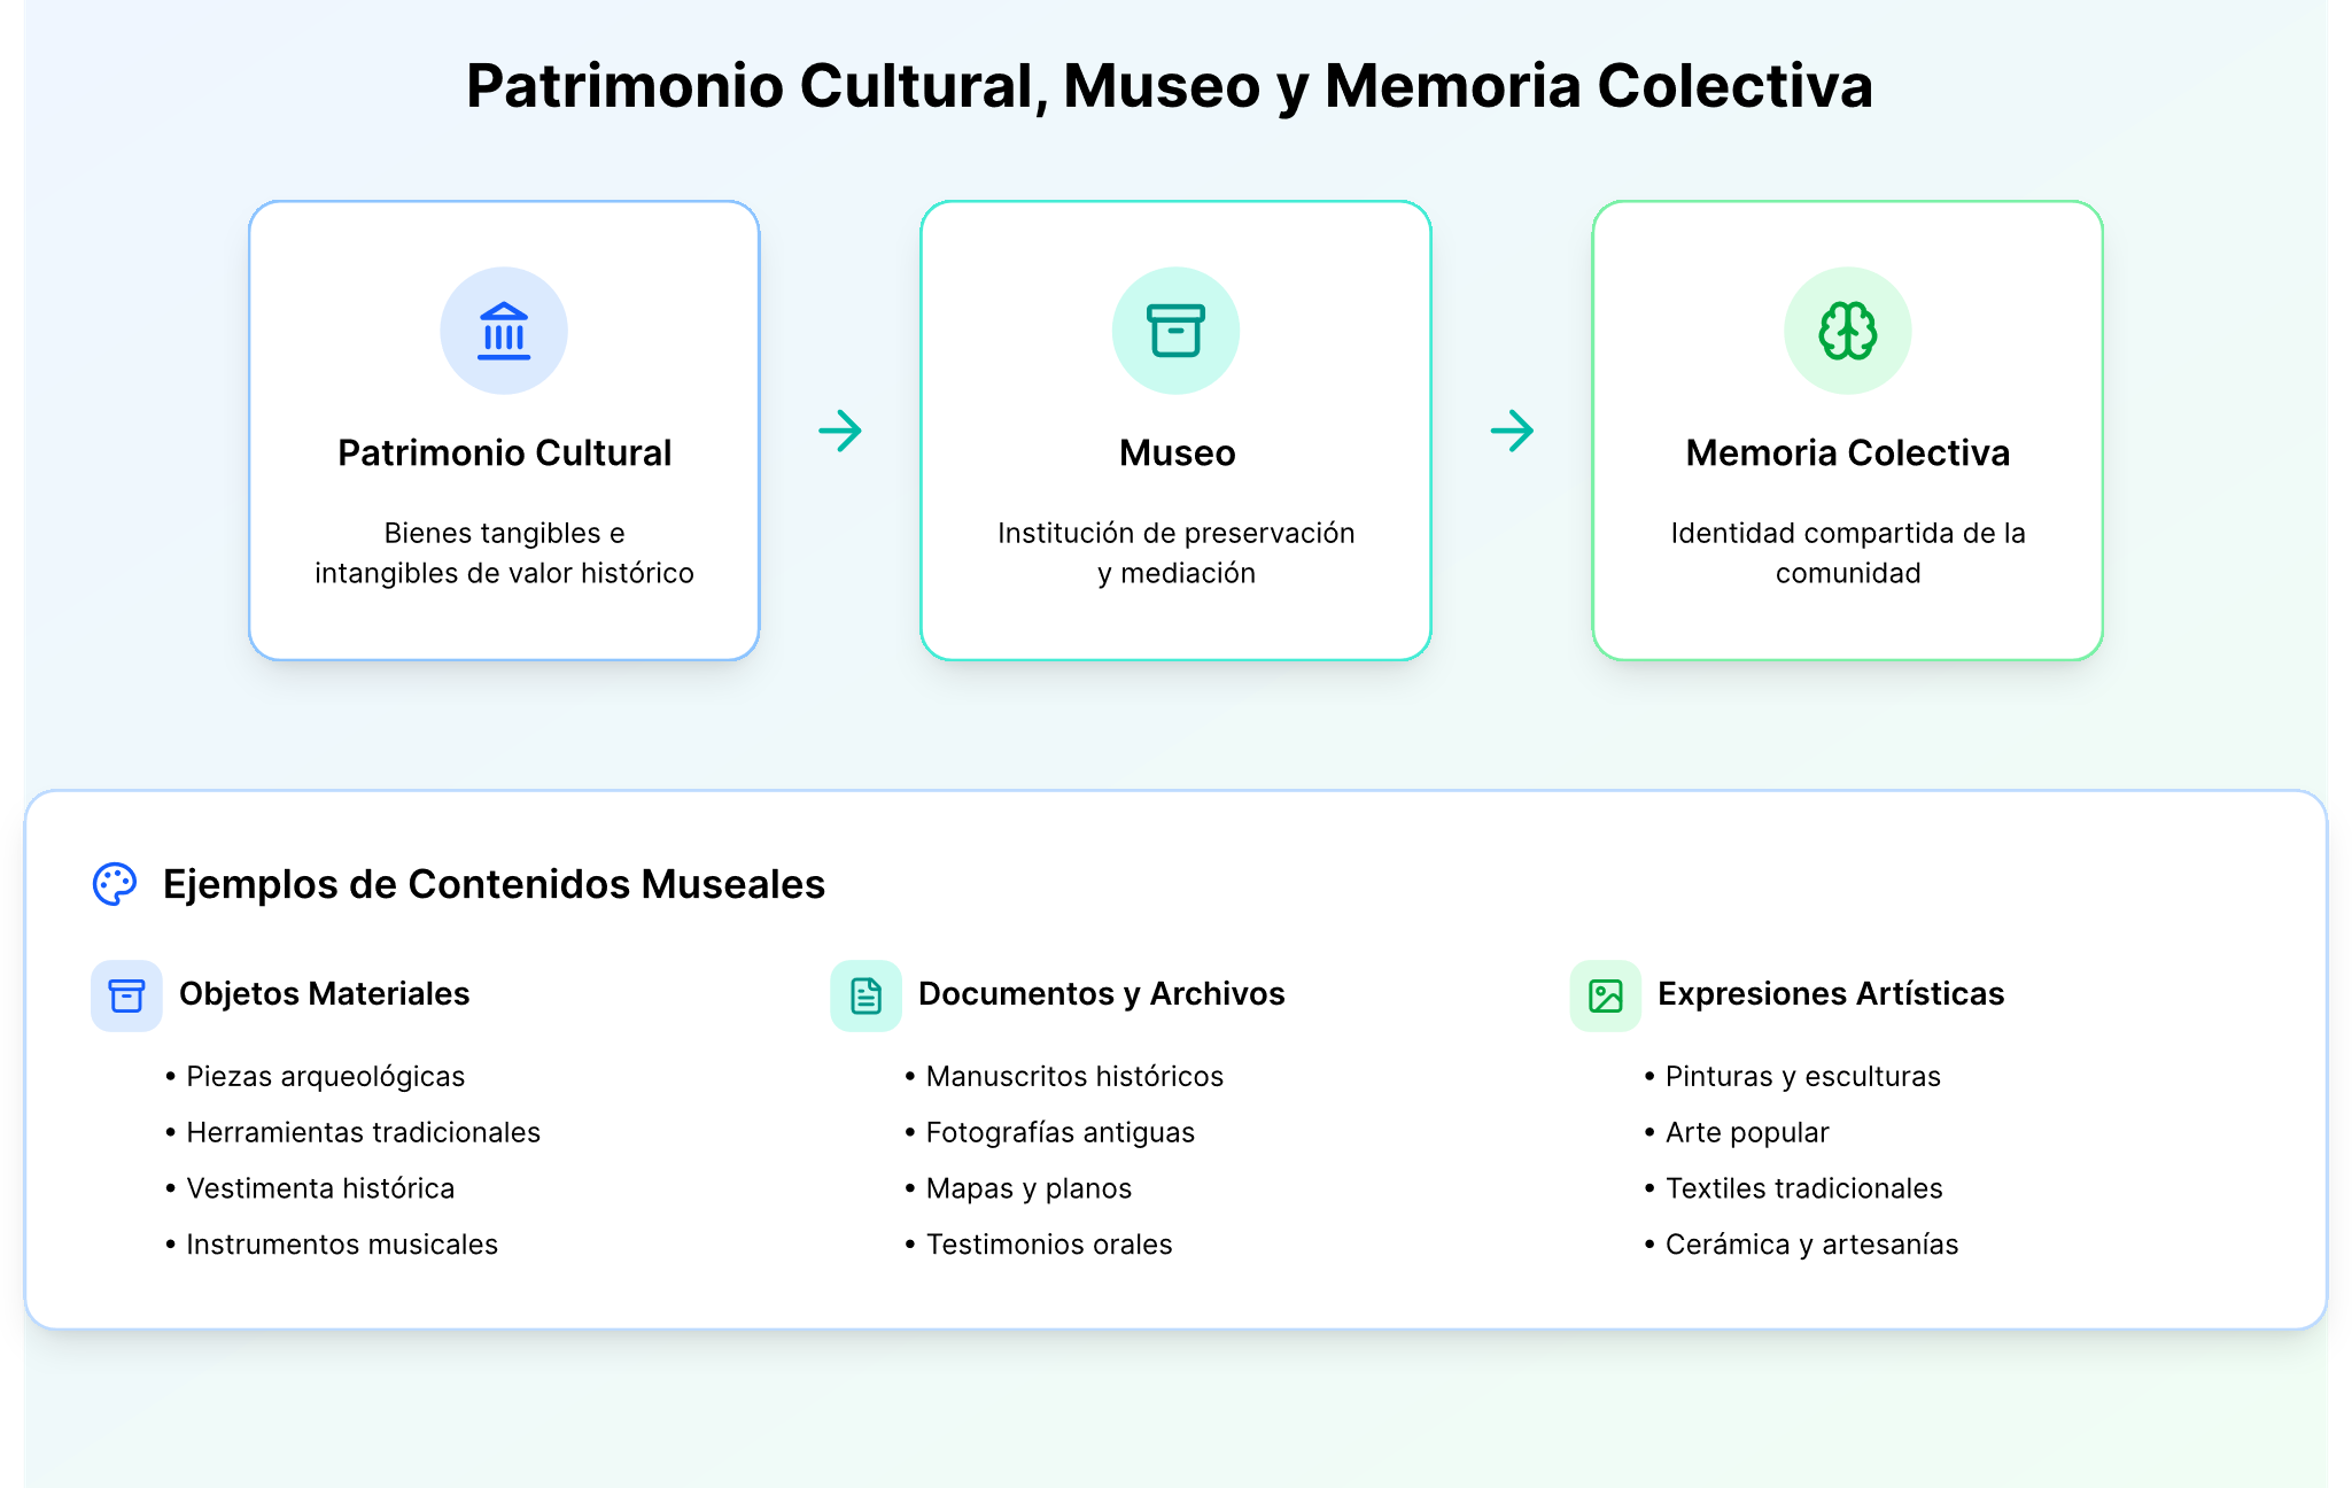 Patrimonio Cultural, Museo y Memoria Colectiva
Patrimonio Cultural
Bienes tangibles e
intangibles de valor histórico
Museo
Institución de preservación
y mediación
Memoria Colectiva
Identidad compartida de la
comunidad
Ejemplos de Contenidos Museales
Objetos Materiales
• Piezas arqueológicas
• Herramientas tradicionales
• Vestimenta histórica
• Instrumentos musicales
Documentos y Archivos
• Manuscritos históricos
• Fotografías antiguas
• Mapas y planos
• Testimonios orales
Expresiones Artísticas
• Pinturas y esculturas
• Arte popular
• Textiles tradicionales
• Cerámica y artesanías